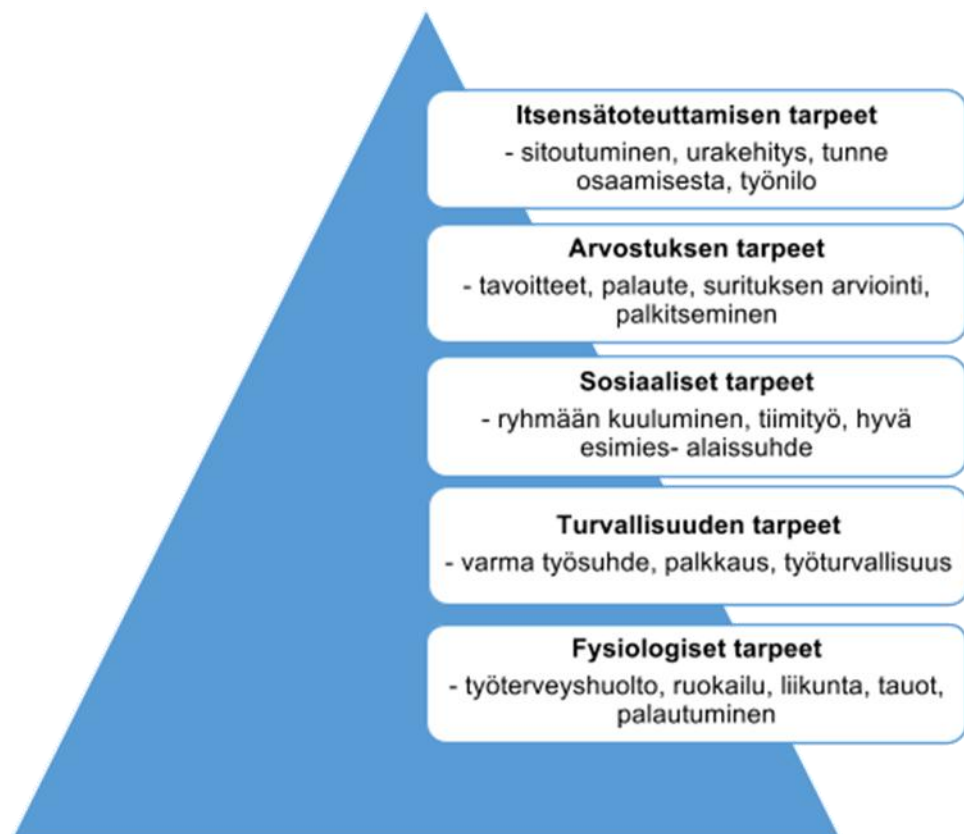 Itsensätoteuttamisen tarpeet
- sitoutuminen, urakehitys, tunne
osaamisesta, työnilo
Arvostuksen tarpeet
- tavoitteet, palaute, surituksen arviointi,
palkitseminen
Sosiaaliset tarpeet
- ryhmään kuuluminen, tiimityö, hyvä
esimies- alaissuhde
Turvallisuuden tarpeet
- varma työsuhde, palkkaus, työturvallisuus
Fysiologiset tarpeet
- työterveyshuolto, ruokailu, liikunta, tauot,
palautuminen